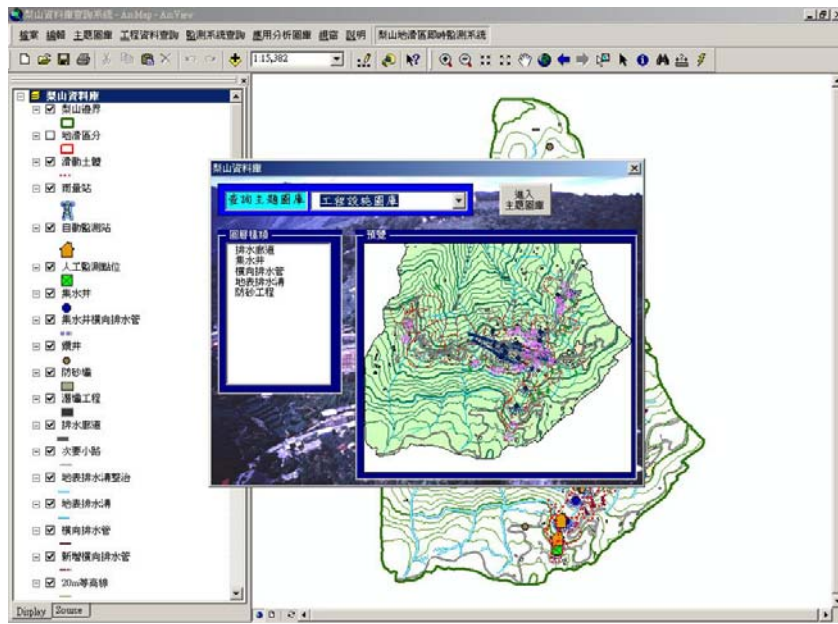 梨山資料庫查詢系統 - ArcMap - ArcView
檔案 編輯 主題圖庫 工程資料查詢 監測系統查詢 應用分析圖庫 視窗 說明 梨山地滑區即時監測系統
1:15,382
梨山資料庫
梨山邊界
地滑區分
滑動土體
雨量站
自動監測站
人工監測點位
集水井
集水井橫向排水管
鑽井
防砂壩
潛壩工程
排水廊道
次要小路
地表排水溝整治
地表排水溝
橫向排水管
新增橫向排水管
20m等高線
Display Source
梨山資料庫
查詢主題圖庫 工程設施圖庫
進入
主題圖庫
圖層種類
排水廊道
集水井
橫向排水管
地表排水溝
防砂工程
預覽